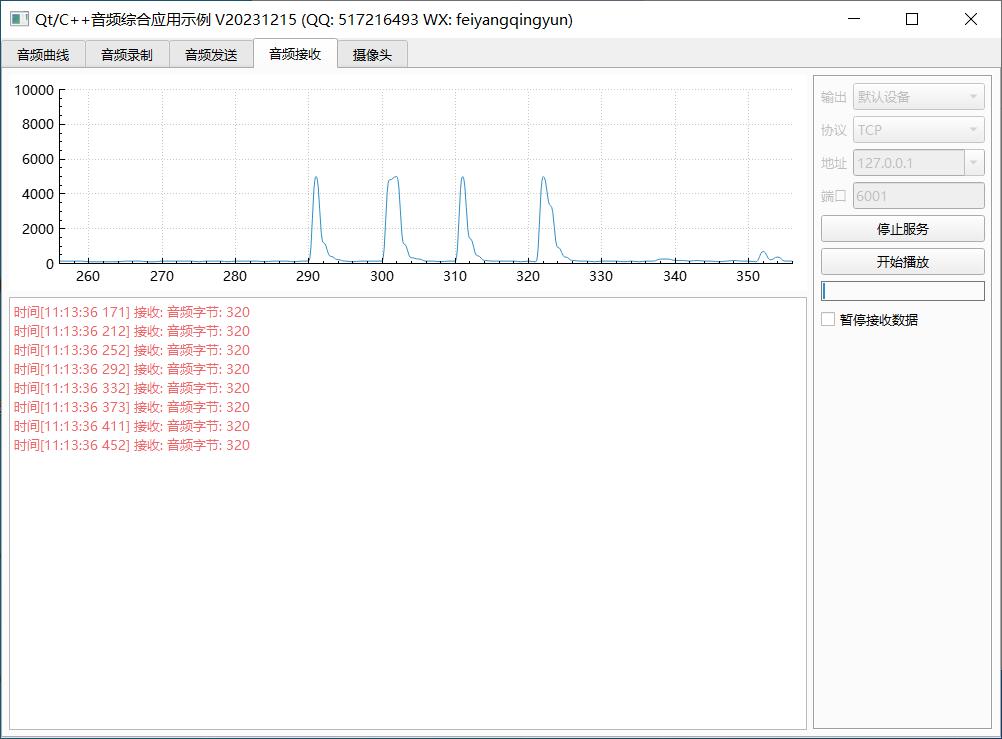 Qt/C++音频综合应用示例 V20231215 (QQ: 517216493 WX: feiyangqingyun)
音频曲线 音频录制 音频发送 音频接收 摄像头
10000
8000
6000
4000
2000
0
260 270 280 290 300 310 320 330 340 350
时间[11:13:36 171] 接收: 音频字节: 320
时间[11:13:36 212] 接收: 音频字节: 320
时间[11:13:36 252] 接收: 音频字节: 320
时间[11:13:36 292] 接收: 音频字节: 320
时间[11:13:36 332] 接收: 音频字节: 320
时间[11:13:36 373] 接收: 音频字节: 320
时间[11:13:36 411] 接收: 音频字节: 320
时间[11:13:36 452] 接收: 音频字节: 320
输出 默认设备
协议 TCP
地址 127.0.0.1
端口 6001
停止服务
开始播放
暂停接收数据